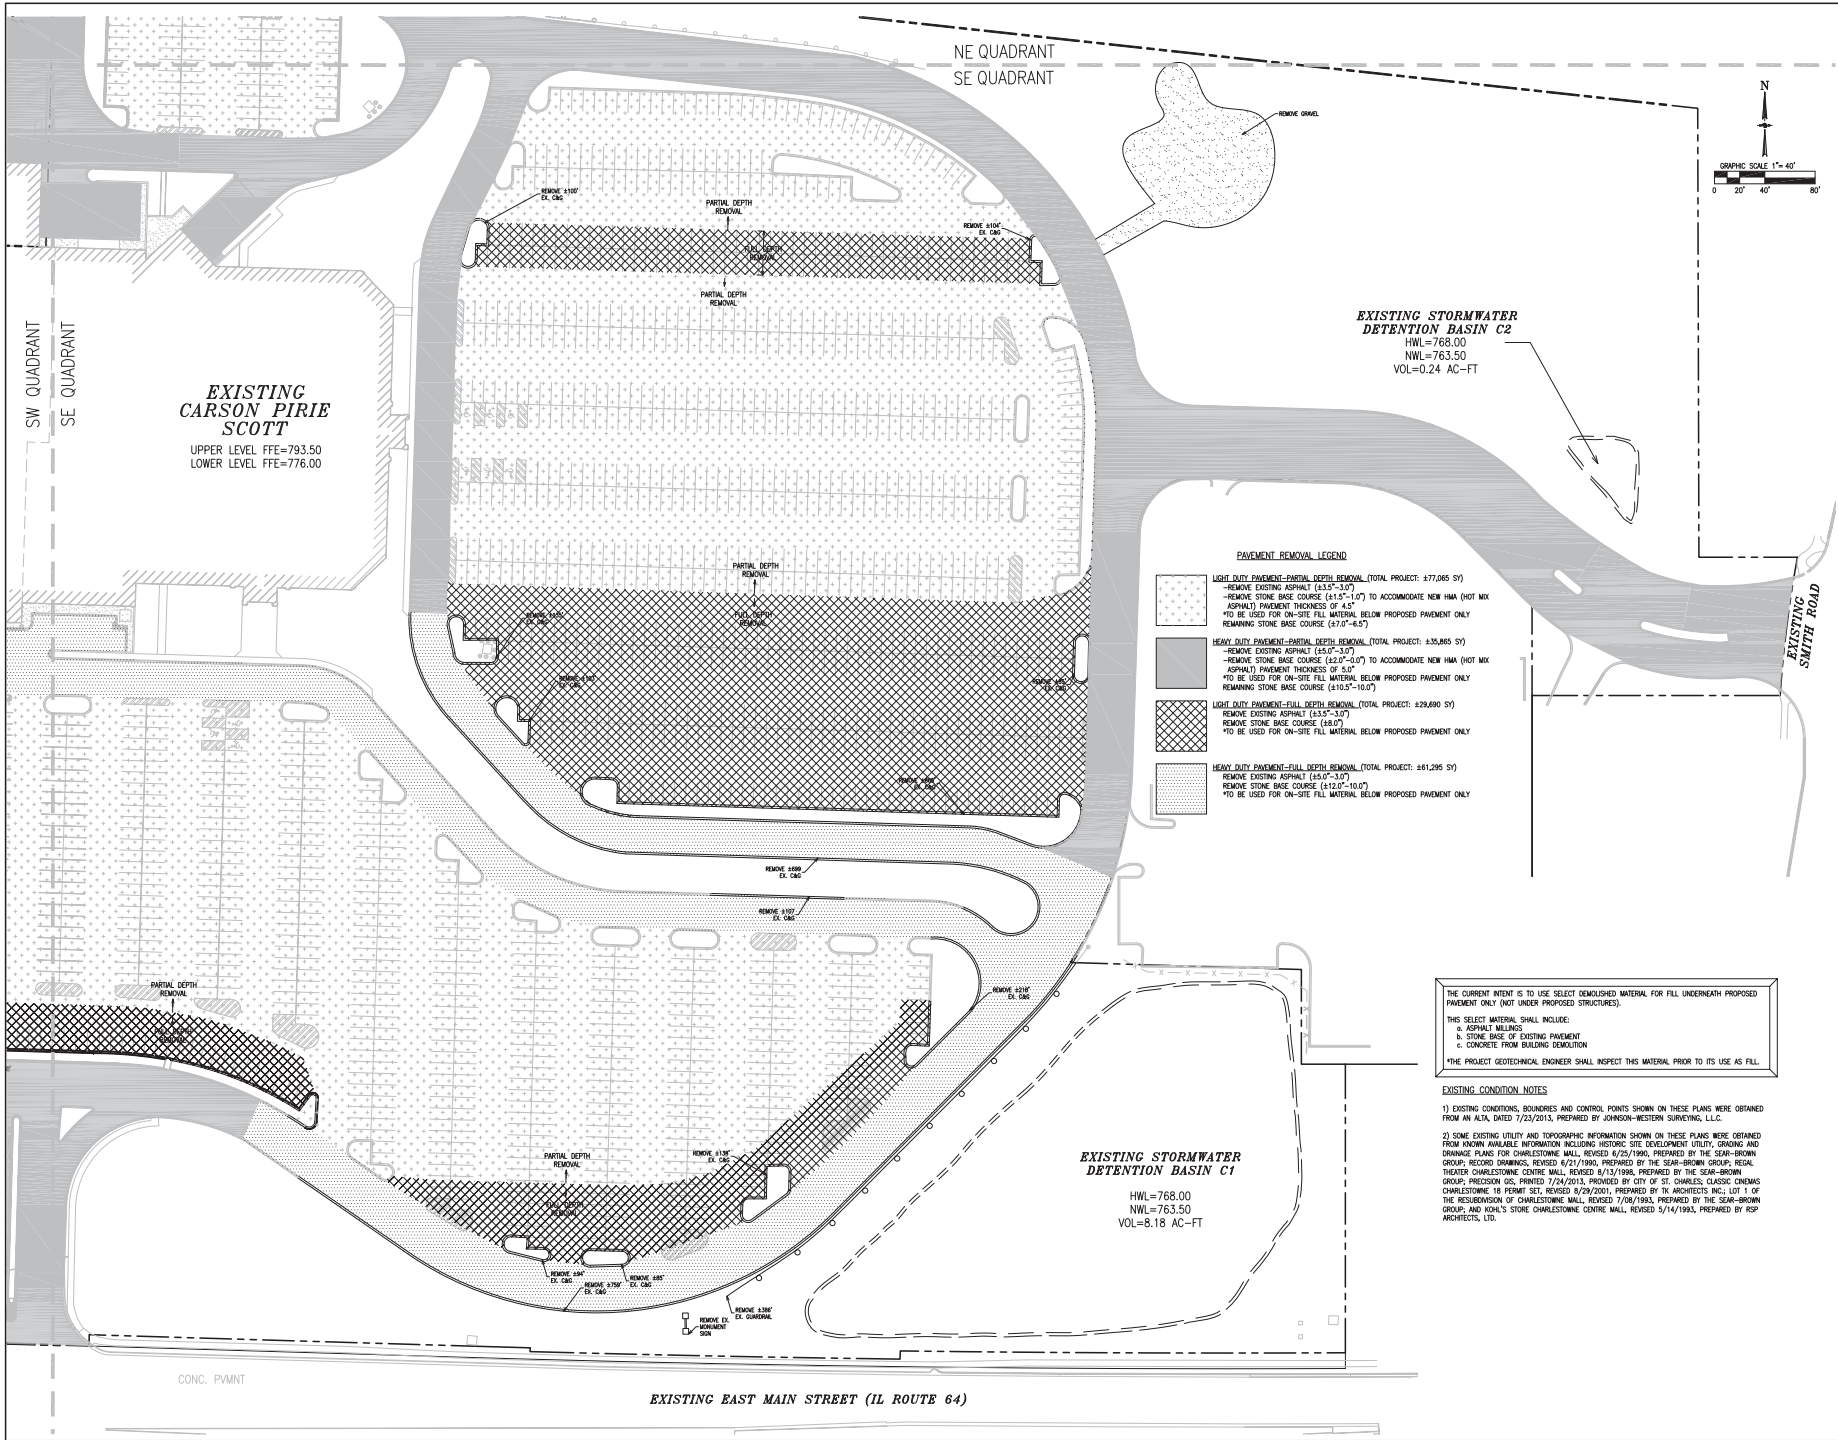 NE QUADRANT
SE QUADRANT
N
GRAPHIC SCALE 1"= 40'
0 20' 40' 80'
REMOVE GRAVEL
REMOVE ±100'
EX. C&G
PARTIAL DEPTH
REMOVAL
REMOVE ±104'
EX. C&G
FULL DEPTH
REMOVAL
PARTIAL DEPTH
REMOVAL
SW QUADRANT
SE QUADRANT
EXISTING
CARSON PIRIE
SCOTT
UPPER LEVEL FFE=793.50
LOWER LEVEL FFE=776.00
EXISTING STORMWATER
DETENTION BASIN C2
HWL=768.00
NWL=763.50
VOL=0.24 AC-FT
EXISTING
SMITH ROAD
PARTIAL DEPTH
REMOVAL
FULL DEPTH
REMOVAL
EX. C&G
REMOVE ±103'
EX. C&G
EX. C&G
EX. C&G
PAVEMENT REMOVAL LEGEND
LIGHT DUTY PAVEMENT-PARTIAL DEPTH REMOVAL (TOTAL PROJECT: ±77,065 SY)
-REMOVE EXISTING ASPHALT (±3.5"-3.0")
-REMOVE STONE BASE COURSE (±1.5"-1.0") TO ACCOMMODATE NEW HMA (HOT MIX
ASPHALT) PAVEMENT THICKNESS OF 4.5"
*TO BE USED FOR ON-SITE FILL MATERIAL BELOW PROPOSED PAVEMENT ONLY
REMAINING STONE BASE COURSE (±7.0"-6.5")
HEAVY DUTY PAVEMENT-PARTIAL DEPTH REMOVAL (TOTAL PROJECT: ±35,865 SY)
-REMOVE EXISTING ASPHALT (±5.0"-3.0")
-REMOVE STONE BASE COURSE (±2.0"-0.0") TO ACCOMMODATE NEW HMA (HOT MIX
ASPHALT) PAVEMENT THICKNESS OF 5.0"
*TO BE USED FOR ON-SITE FILL MATERIAL BELOW PROPOSED PAVEMENT ONLY
REMAINING STONE BASE COURSE (±10.5"-10.0")
LIGHT DUTY PAVEMENT-FULL DEPTH REMOVAL (TOTAL PROJECT: ±29,690 SY)
REMOVE EXISTING ASPHALT (±3.5"-3.0")
REMOVE STONE BASE COURSE (±8.0")
*TO BE USED FOR ON-SITE FILL MATERIAL BELOW PROPOSED PAVEMENT ONLY
HEAVY DUTY PAVEMENT-FULL DEPTH REMOVAL (TOTAL PROJECT: ±61,295 SY)
REMOVE EXISTING ASPHALT (±5.0"-3.0")
REMOVE STONE BASE COURSE (±12.0"-10.0")
*TO BE USED FOR ON-SITE FILL MATERIAL BELOW PROPOSED PAVEMENT ONLY
REMOVE ±699
EX. C&G
REMOVE ±107
EX. C&G
REMOVE ±218'
EX. C&G
PARTIAL DEPTH
REMOVAL
FULL DEPTH
REMOVAL
REMOVE ±138'
EX. C&G
PARTIAL DEPTH
REMOVAL
FULL DEPTH
REMOVAL
REMOVE ±94'
EX. C&G
REMOVE ±85'
EX. C&G
REMOVE ±759'
EX. C&G
REMOVE ±386'
EX. GUARDRAIL
REMOVE EX.
MONUMENT
SIGN
EXISTING STORMWATER
DETENTION BASIN C1
HWL=768.00
NWL=763.50
VOL=8.18 AC-FT
THE CURRENT INTENT IS TO USE SELECT DEMOLISHED MATERIAL FOR FILL UNDERNEATH PROPOSED
PAVEMENT ONLY (NOT UNDER PROPOSED STRUCTURES).
THIS SELECT MATERIAL SHALL INCLUDE:
a. ASPHALT MILLINGS
b. STONE BASE OF EXISTING PAVEMENT
c. CONCRETE FROM BUILDING DEMOLITION
*THE PROJECT GEOTECHNICAL ENGINEER SHALL INSPECT THIS MATERIAL PRIOR TO ITS USE AS FILL.
EXISTING CONDITION NOTES
1) EXISTING CONDITIONS, BOUNDRIES AND CONTROL POINTS SHOWN ON THESE PLANS WERE OBTAINED
FROM AN ALTA, DATED 7/23/2013, PREPARED BY JOHNSON-WESTERN SURVEYING, L.L.C.
2) SOME EXISTING UTILITY AND TOPOGRAPHIC INFORMATION SHOWN ON THESE PLANS WERE OBTAINED
FROM KNOWN AVAILABLE INFORMATION INCLUDING HISTORIC SITE DEVELOPMENT UTILITY, GRADING AND
DRAINAGE PLANS FOR CHARLESTOWNE MALL, REVISED 6/25/1990, PREPARED BY THE SEAR-BROWN
GROUP; RECORD DRAWINGS, REVISED 6/21/1990, PREPARED BY THE SEAR-BROWN GROUP; REGAL
THEATER CHARLESTOWNE CENTRE MALL, REVISED 8/13/1998, PREPARED BY THE SEAR-BROWN
GROUP; PRECISION GIS, PRINTED 7/24/2013, PROVIDED BY CITY OF ST. CHARLES; CLASSIC CINEMAS
CHARLESTOWNE 18 PERMIT SET, REVISED 8/29/2001, PREPARED BY TK ARCHITECTS INC.; LOT 1 OF
THE RESUBDIVISION OF CHARLESTOWNE MALL, REVISED 7/08/1993, PREPARED BY THE SEAR-BROWN
GROUP; AND KOHL'S STORE CHARLESTOWNE CENTRE MALL, REVISED 5/14/1993, PREPARED BY RSP
ARCHITECTS, LTD.
CONC. PVMNT
EXISTING EAST MAIN STREET (IL ROUTE 64)